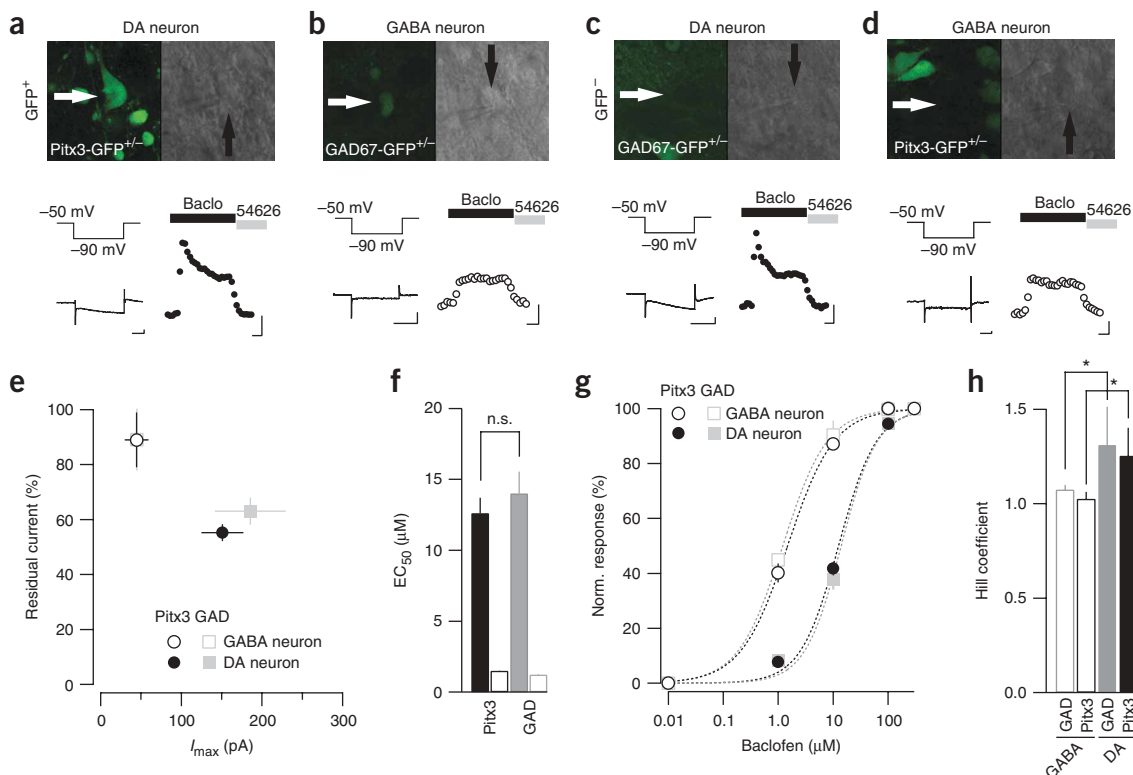 a
DA neuron
GFP+
Pitx3-GFP+/–
–50 mV
–90 mV
Baclo
54626
b
GABA neuron
GAD67-GFP+/–
–50 mV
–90 mV
Baclo
54626
c
DA neuron
GFP–
GAD67-GFP+/–
–50 mV
–90 mV
Baclo
54626
d
GABA neuron
Pitx3-GFP+/–
–50 mV
–90 mV
Baclo
54626
e
Residual current (%)
100
80
60
40
20
0
Pitx3 GAD
GABA neuron
DA neuron
0 100 200 300
Imax (pA)
f
EC50 (μM)
20
15
10
5
0
n.s.
Pitx3
GAD
g
Norm. response (%)
100
80
60
40
20
0
Pitx3 GAD
GABA neuron
DA neuron
0.01 0.1 1.0 10 100
Baclofen (μM)
h
Hill coefficient
1.5
1.0
0.0
*
*
GAD
Pitx3
GAD
Pitx3
GABA
DA